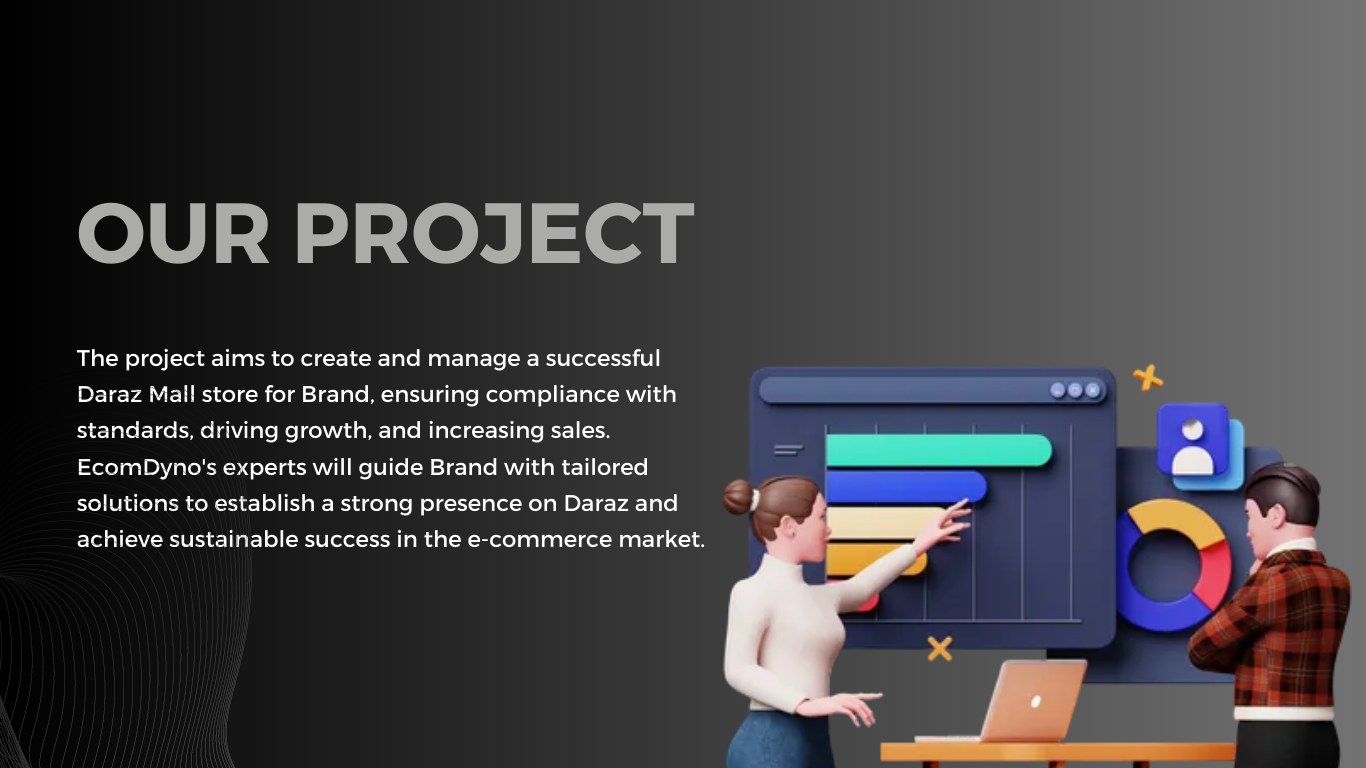 OUR PROJECT
The project aims to create and manage a successful
Daraz Mall store for Brand, ensuring compliance with
standards, driving growth, and increasing sales.
EcomDyno's experts will guide Brand with tailored
solutions to establish a strong presence on Daraz and
achieve sustainable success in the e-commerce market.